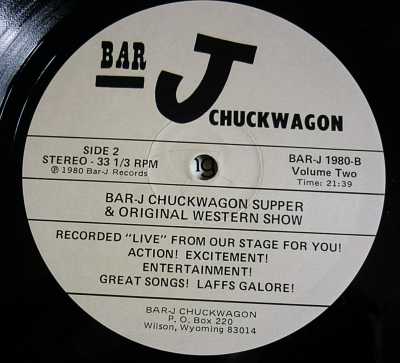 BAR J
CHUCKWAGON
SIDE 2
STEREO - 33 1/3 RPM
℗ 1980 Bar-J Records
BAR-J 1980-B
Volume Two
Time: 21:39
BAR-J CHUCKWAGON SUPPER
& ORIGINAL WESTERN SHOW
RECORDED "LIVE" FROM OUR STAGE FOR YOU!
ACTION! EXCITEMENT!
ENTERTAINMENT!
GREAT SONGS! LAFFS GALORE!
BAR-J CHUCKWAGON
P. O. Box 220
Wilson, Wyoming 83014